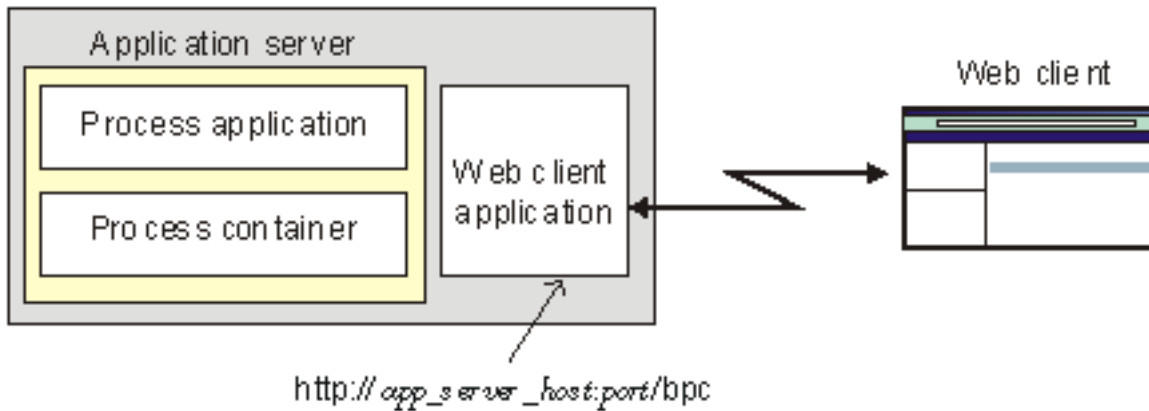 Application server
Process application
Process container
Web client
application
Web client
http://app_server_host:port/bpc